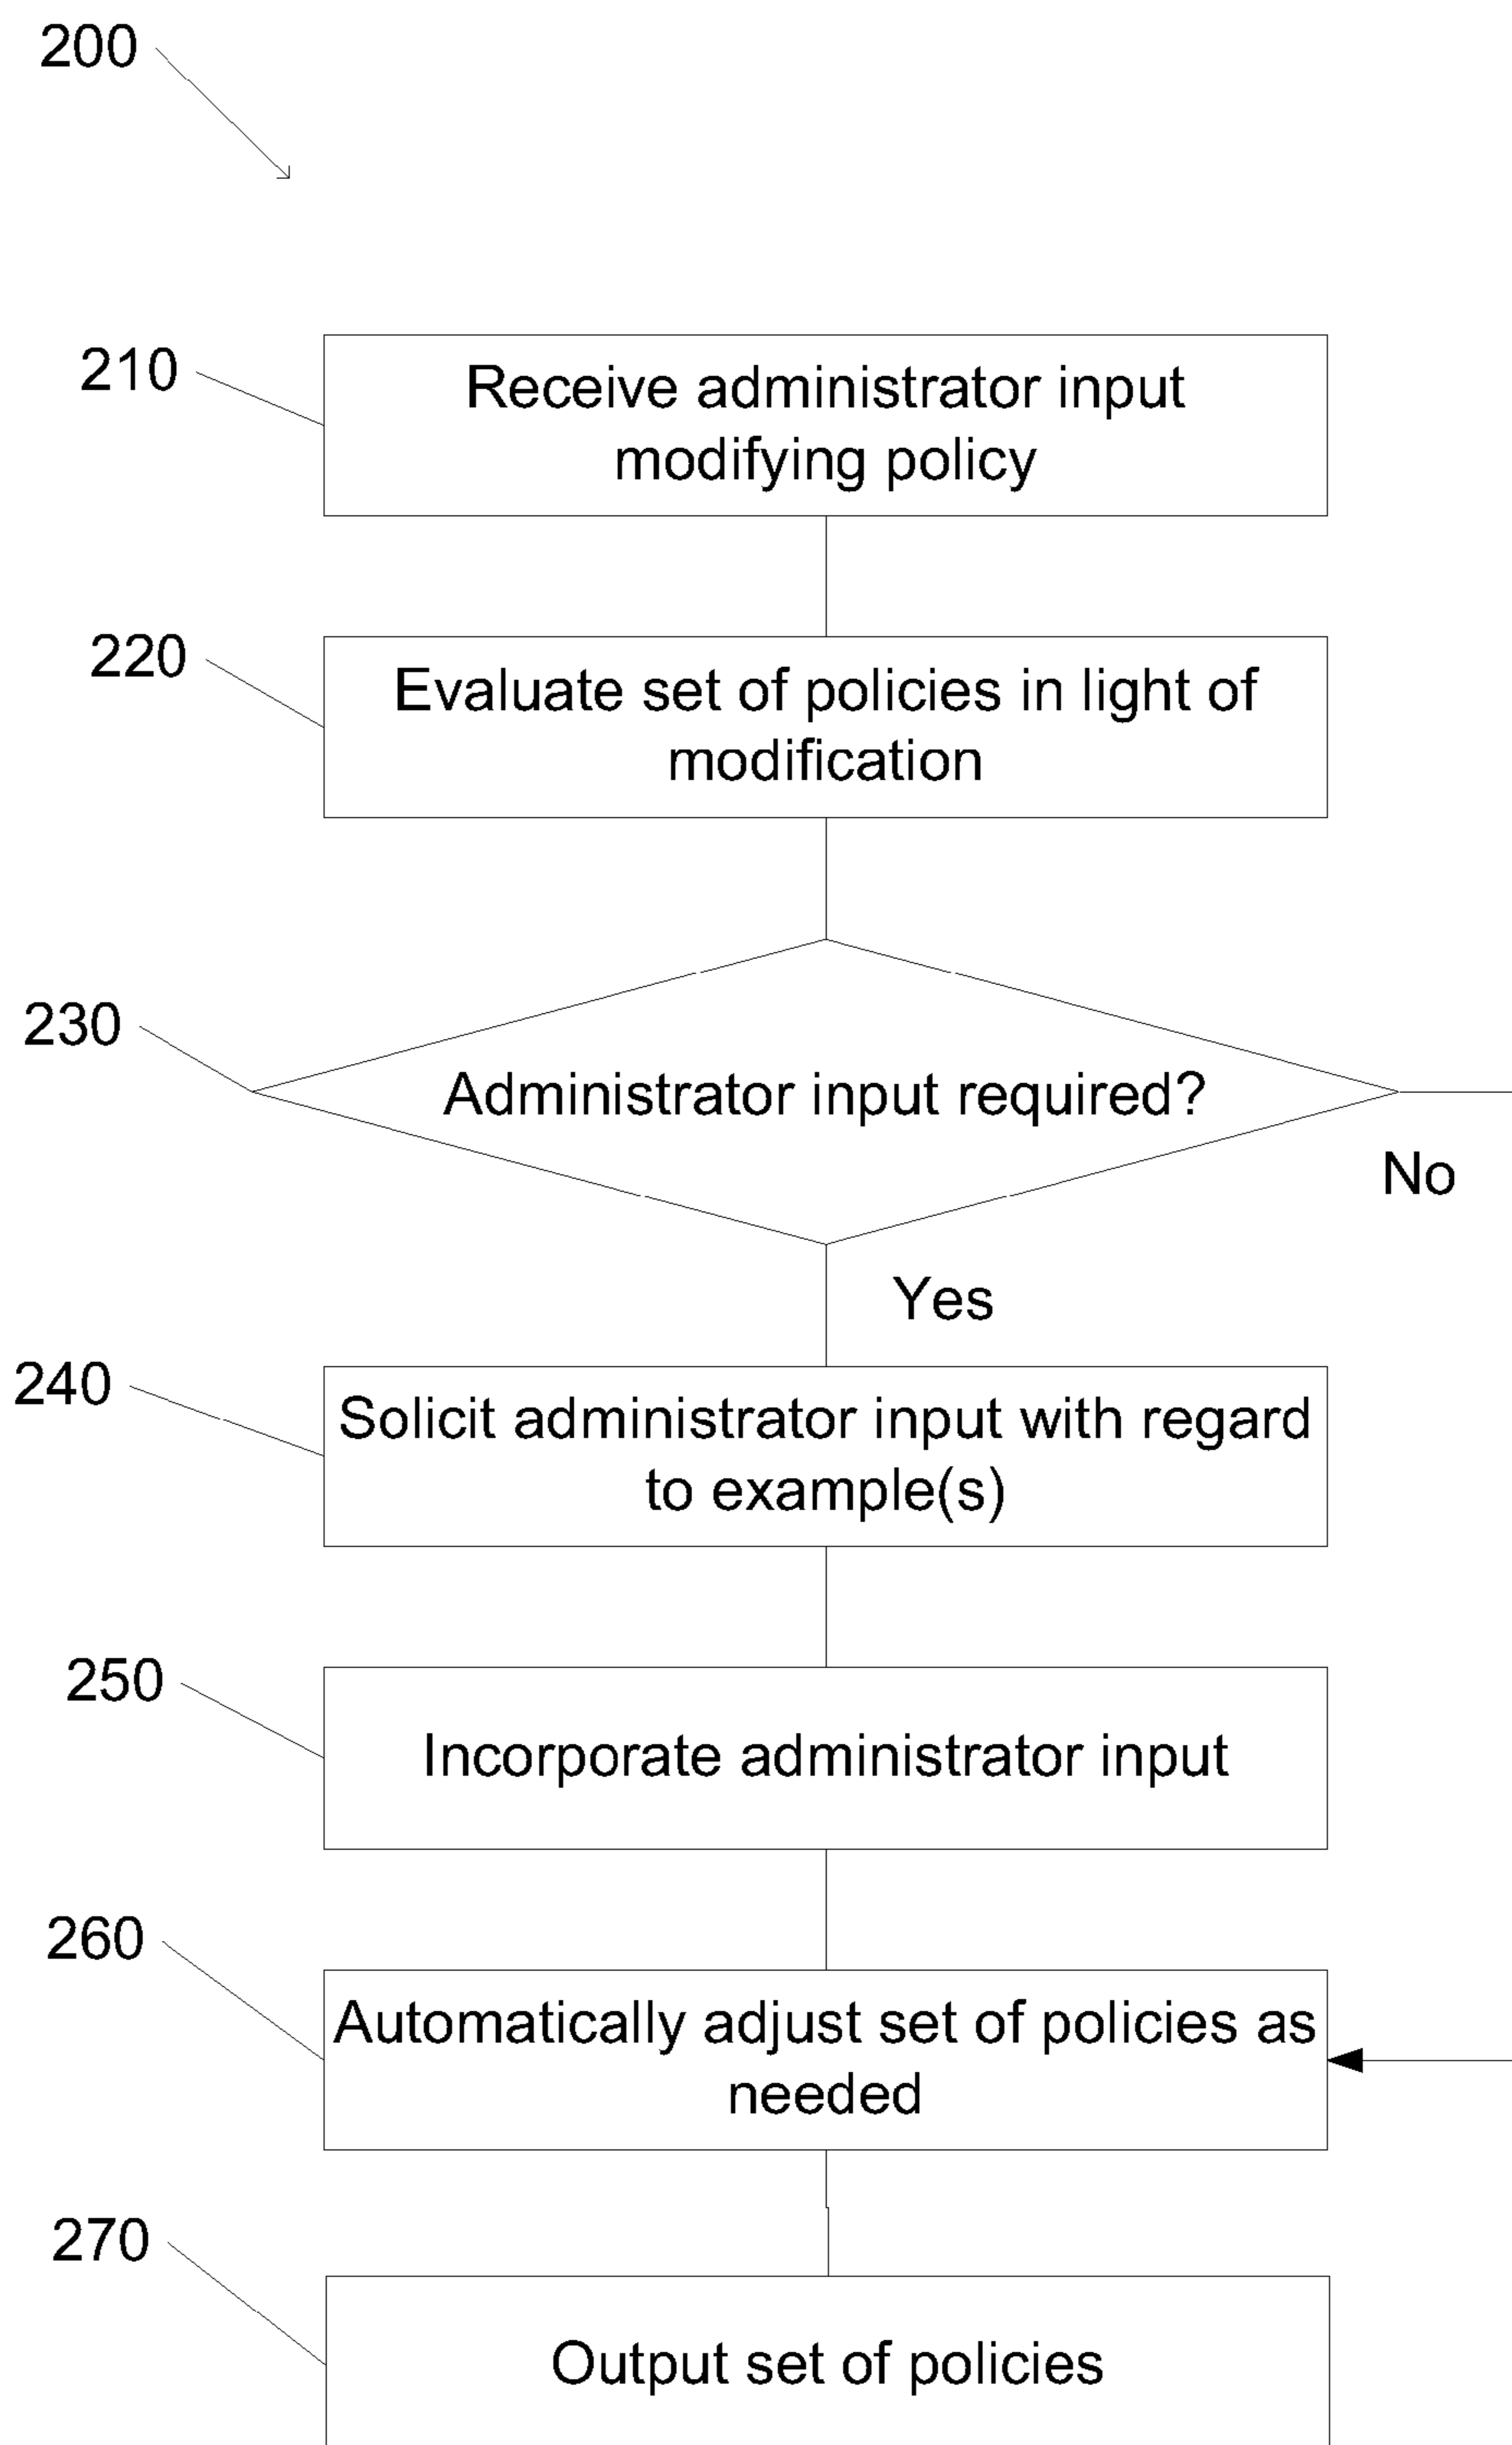 200
210
Receive administrator input
modifying policy
220
Evaluate set of policies in light of
modification
230
Administrator input required?
No
Yes
240
Solicit administrator input with regard
to example(s)
250
Incorporate administrator input
260
Automatically adjust set of policies as
needed
270
Output set of policies